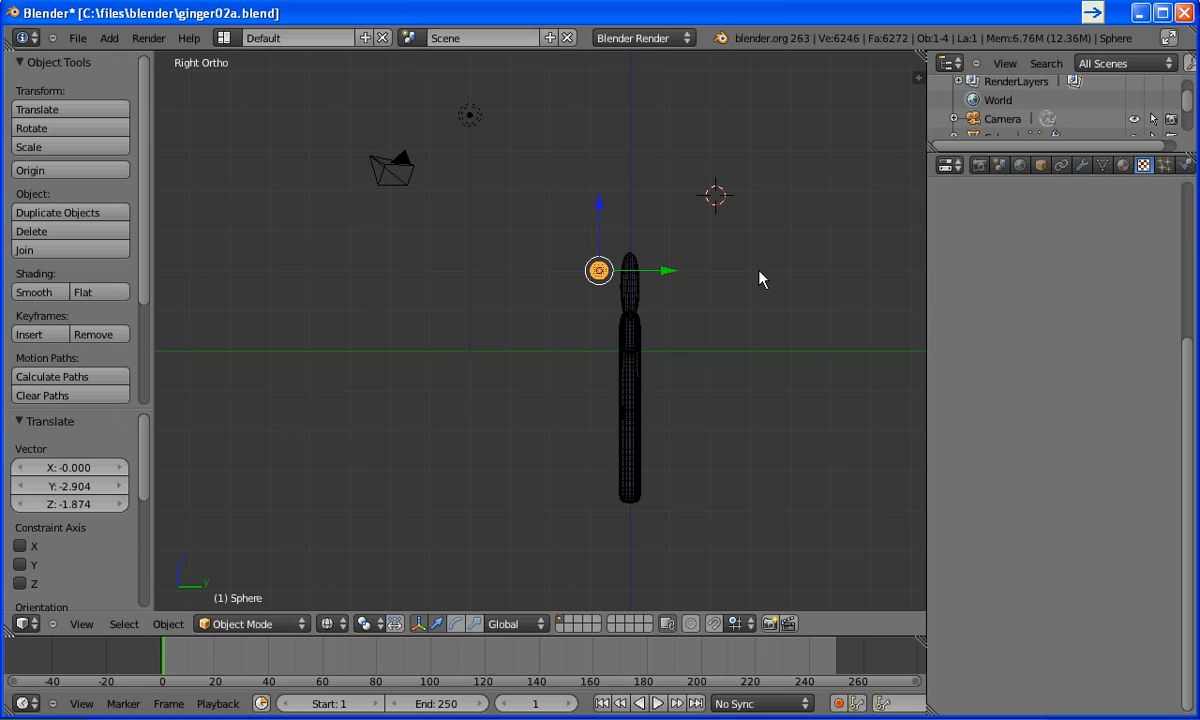 Blender* [C:\files\blender\ginger02a.blend]
File Add Render Help Default Scene Blender Render blender.org 263 | Ve:6246 | Fa:6272 | Ob:1-4 | La:1 | Mem:6.76M (12.36M) | Sphere
Object Tools
Transform:
Translate
Rotate
Scale
Origin
Object:
Duplicate Objects
Delete
Join
Shading:
Smooth Flat
Keyframes:
Insert Remove
Motion Paths:
Calculate Paths
Clear Paths
Translate
Vector
X: -0.000
Y: -2.904
Z: -1.874
Constraint Axis
X
Y
Z
Orientation
Right Ortho
y
(1) Sphere
View Search All Scenes
RenderLayers
World
Camera
View Select Object Object Mode Global
-40 -20 0 20 40 60 80 100 120 140 160 180 200 220 240 260
View Marker Frame Playback Start: 1 End: 250 1 No Sync